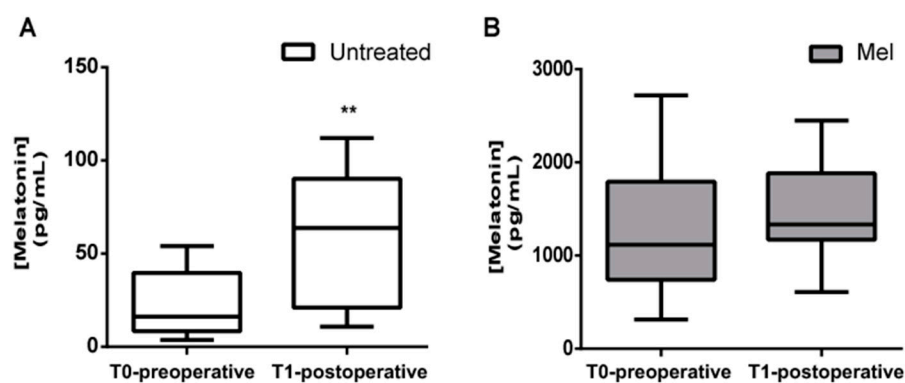 A
Untreated
150
100
50
0
[Melatonin]
(pg/mL)
**
T0-preoperative
T1-postoperative
B
Mel
3000
2000
1000
0
[Melatonin]
(pg/mL)
T0-preoperative
T1-postoperative